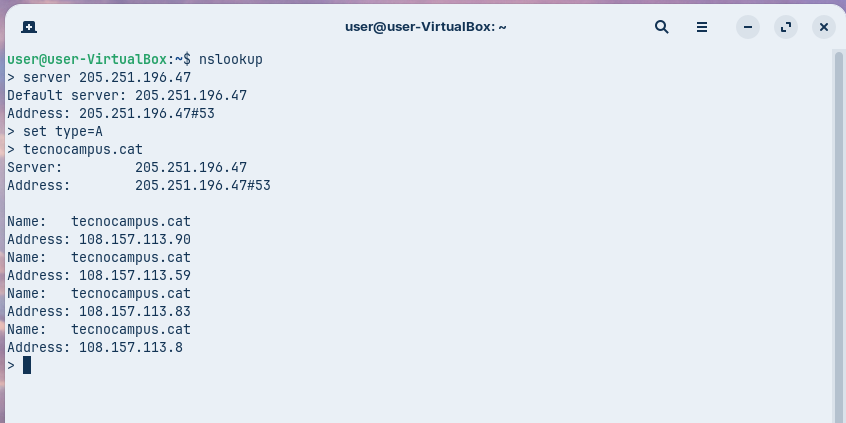 user@user-VirtualBox: ~
user@user-VirtualBox:~$ nslookup
> server 205.251.196.47
Default server: 205.251.196.47
Address: 205.251.196.47#53
> set type=A
> tecnocampus.cat
Server:         205.251.196.47
Address:        205.251.196.47#53

Name:   tecnocampus.cat
Address: 108.157.113.90
Name:   tecnocampus.cat
Address: 108.157.113.59
Name:   tecnocampus.cat
Address: 108.157.113.83
Name:   tecnocampus.cat
Address: 108.157.113.8
>